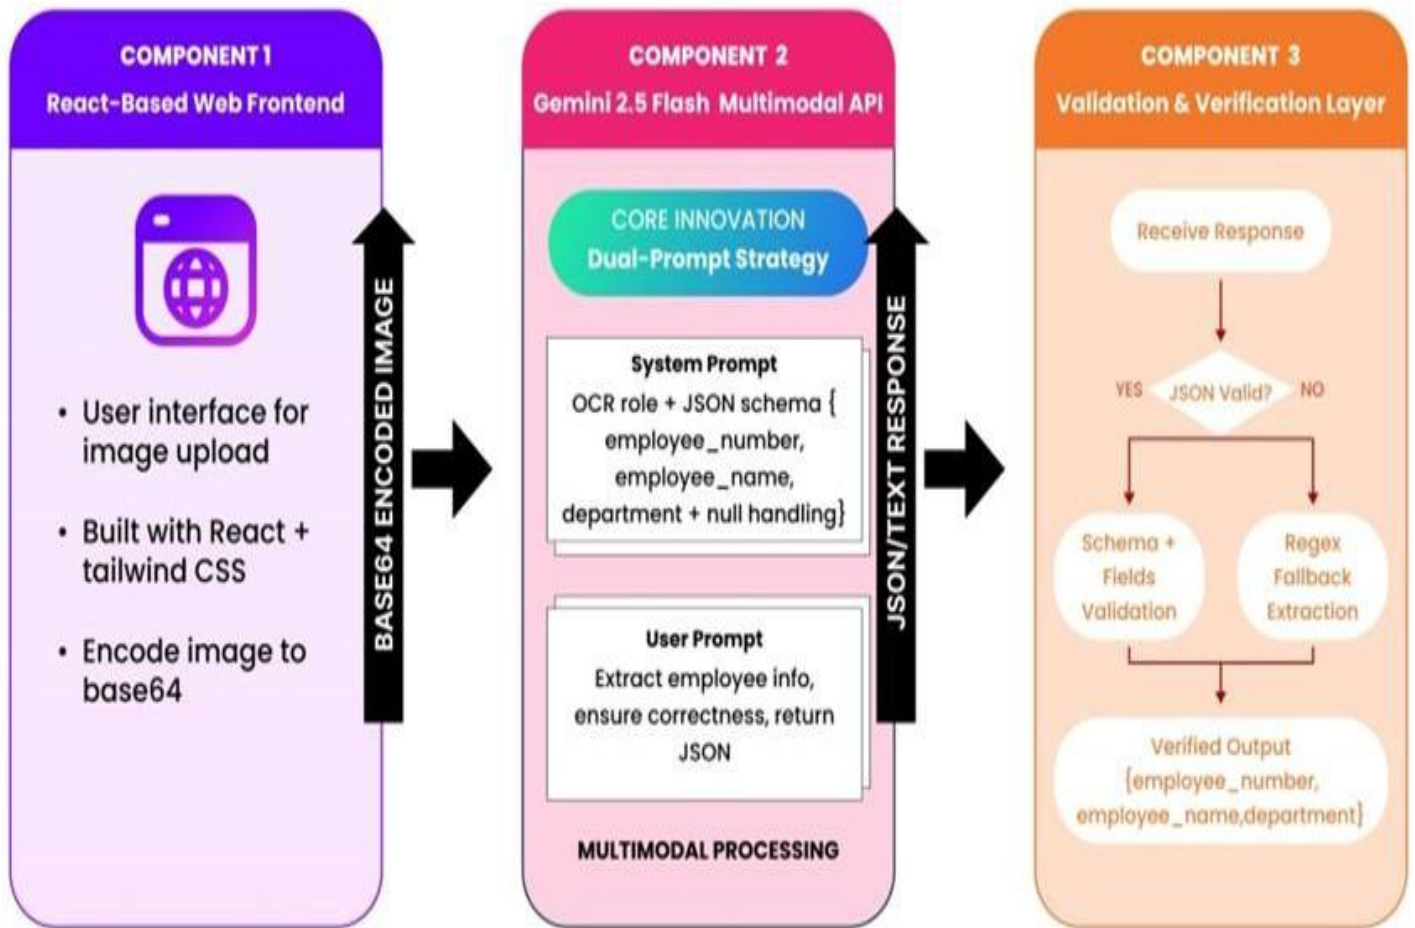 COMPONENT 1
React-Based Web Frontend
• User interface for
image upload
• Built with React +
tailwind CSS
• Encode image to
base64
BASE64 ENCODED IMAGE
COMPONENT 2
Gemini 2.5 Flash Multimodal API
CORE INNOVATION
Dual-Prompt Strategy
System Prompt
OCR role + JSON schema {
employee_number,
employee_name,
department + null handling}
User Prompt
Extract employee info,
ensure correctness, return
JSON
MULTIMODAL PROCESSING
JSON/TEXT RESPONSE
COMPONENT 3
Validation & Verification Layer
Receive Response
YES
JSON Valid?
NO
Schema +
Fields
Validation
Regex
Fallback
Extraction
Verified Output
{employee_number,
employee_name,department}